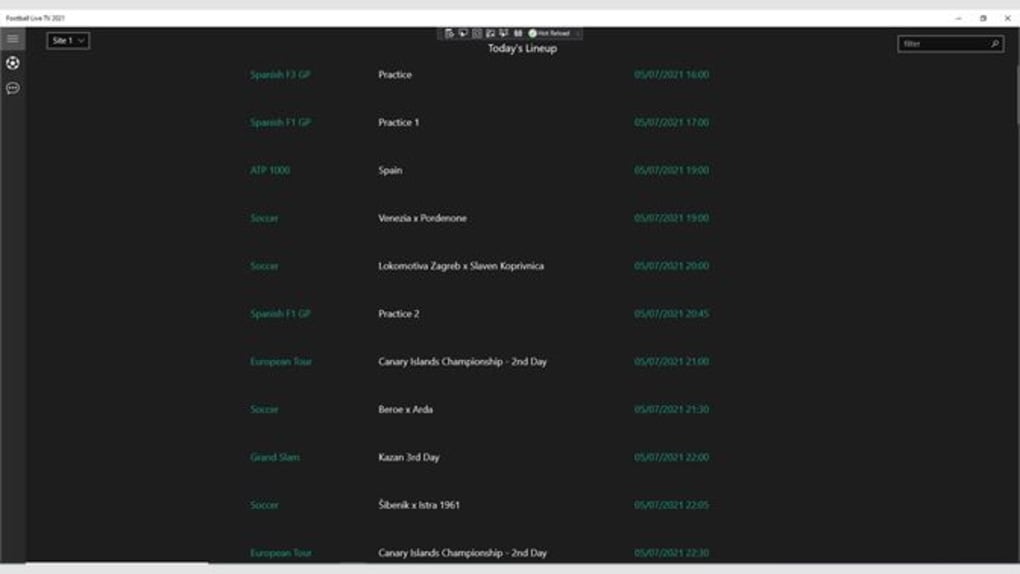 Football Live TV 2021
Site 1
Hot Reload
Today's Lineup
filter
Spanish F3 GP Practice 05/07/2021 16:00
Spanish F1 GP Practice 1 05/07/2021 17:00
ATP 1000 Spain 05/07/2021 19:00
Soccer Venezia x Pordenone 05/07/2021 19:00
Soccer Lokomotiva Zagreb x Slaven Koprivnica 05/07/2021 20:00
Spanish F1 GP Practice 2 05/07/2021 20:45
European Tour Canary Islands Championship - 2nd Day 05/07/2021 21:00
Soccer Beroe x Arda 05/07/2021 21:30
Grand Slam Kazan 3rd Day 05/07/2021 22:00
Soccer Šibenik x Istra 1961 05/07/2021 22:05
European Tour Canary Islands Championship - 2nd Day 05/07/2021 22:30